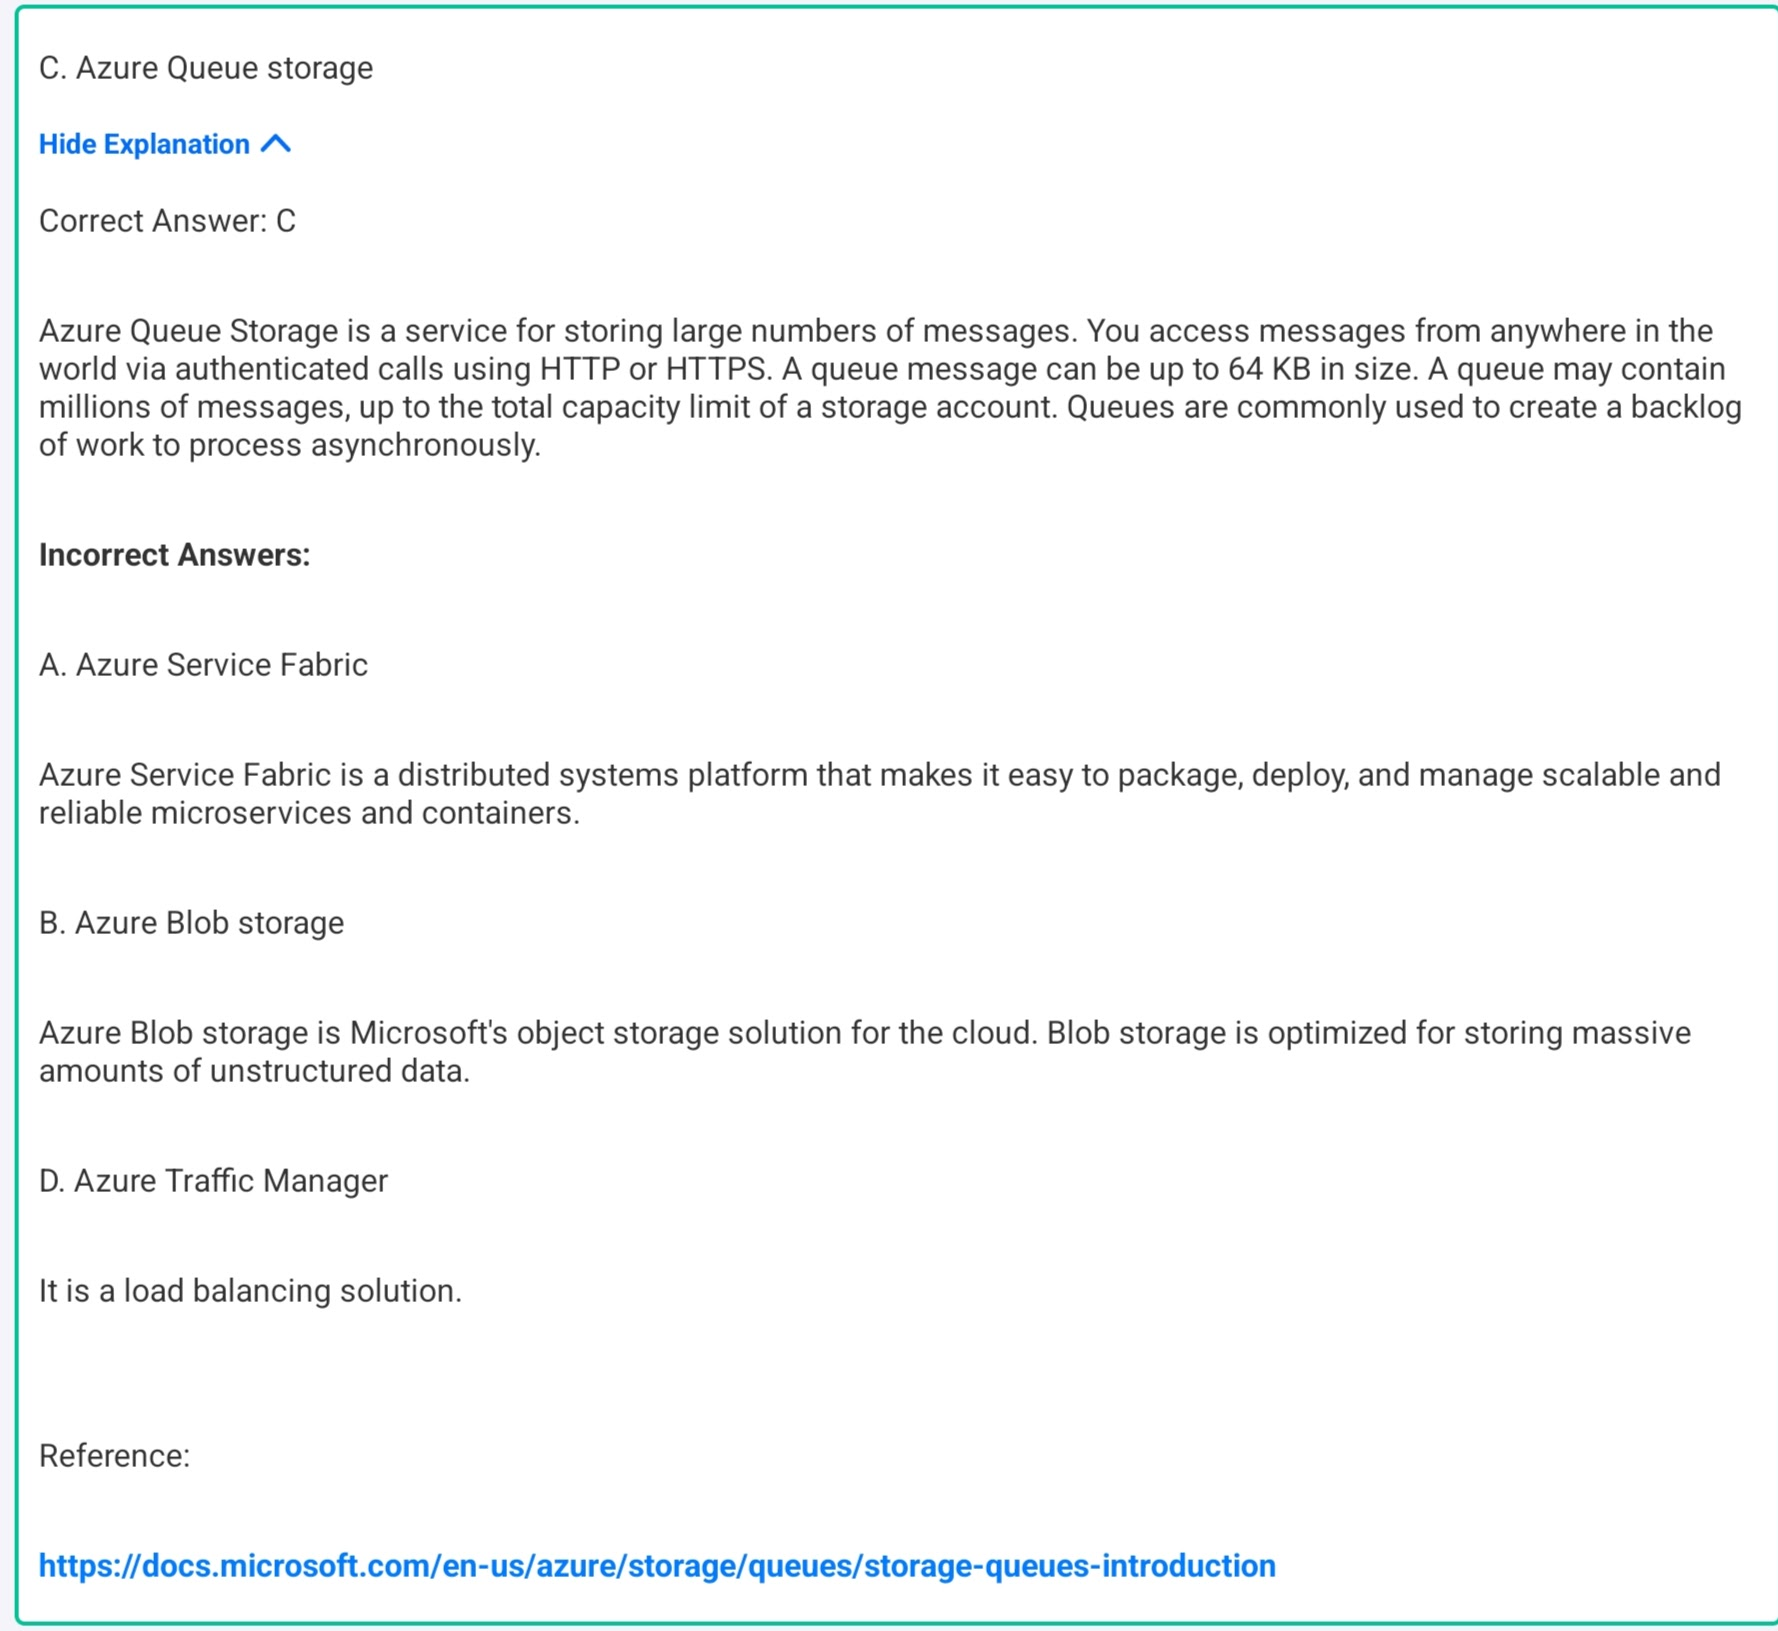 C. Azure Queue storage
Hide Explanation
Correct Answer: C
Azure Queue Storage is a service for storing large numbers of messages. You access messages from anywhere in the
world via authenticated calls using HTTP or HTTPS. A queue message can be up to 64 KB in size. A queue may contain
millions of messages, up to the total capacity limit of a storage account. Queues are commonly used to create a backlog
of work to process asynchronously.
Incorrect Answers:
A. Azure Service Fabric
Azure Service Fabric is a distributed systems platform that makes it easy to package, deploy, and manage scalable and
reliable microservices and containers.
B. Azure Blob storage
Azure Blob storage is Microsoft's object storage solution for the cloud. Blob storage is optimized for storing massive
amounts of unstructured data.
D. Azure Traffic Manager
It is a load balancing solution.
Reference:
https://docs.microsoft.com/en-us/azure/storage/queues/storage-queues-introduction